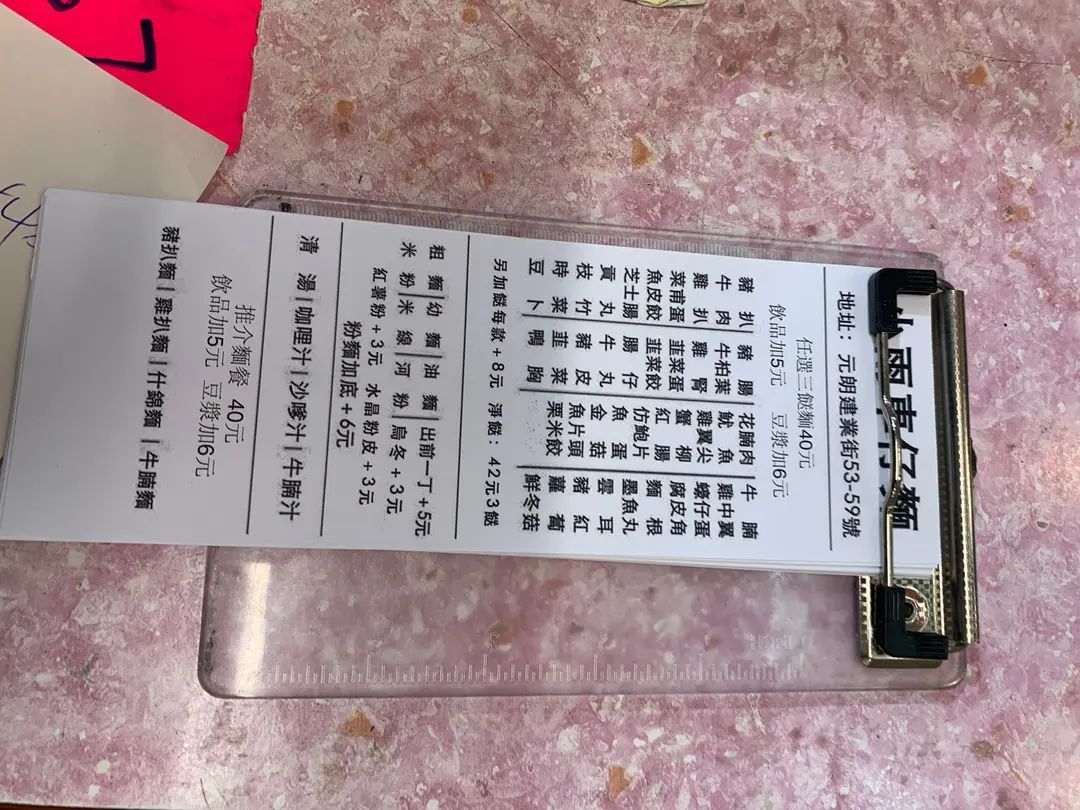 雨車仔麵
地址：元朗建業街53-59號
任選三餸麵40元
飲品加5元 豆漿加6元
豬扒|豬腸|花腩肉|牛腩
牛肉|牛柏葉|魷魚|雞中翼
雞扒|雞腎|雞翼尖|蠔仔蛋
菜甫蛋|韮菜蛋|蟹柳|腐皮角
魚皮餃|韮菜餃|紅腸|麵根
芝士腸|腸仔|仿鮑片|墨魚丸
貢丸|牛丸|魚蛋|雲耳
枝竹|豬皮|金菇|豬紅
時菜|韮菜|魚片頭|蘿蔔
豆卜|鴨胸|粟米餃|鮮冬菇
另加餸每款+8元 淨餸：42元3餸
粗麵|幼麵|油麵|出前一丁+5元
米粉|米線|河粉|烏冬+3元
紅薯粉+3元 水晶粉皮+3元
粉麵加底+6元
清湯|咖哩汁|沙嗲汁|牛腩汁
推介麵餐 40元
飲品加5元 豆漿加6元
豬扒麵|雞扒麵|什錦麵|牛腩麵
7